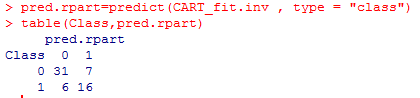 > pred.rpart=predict(CART_fit.inv , type = "class")
> table(Class,pred.rpart)
     pred.rpart
Class  0  1
    0 31  7
    1  6 16